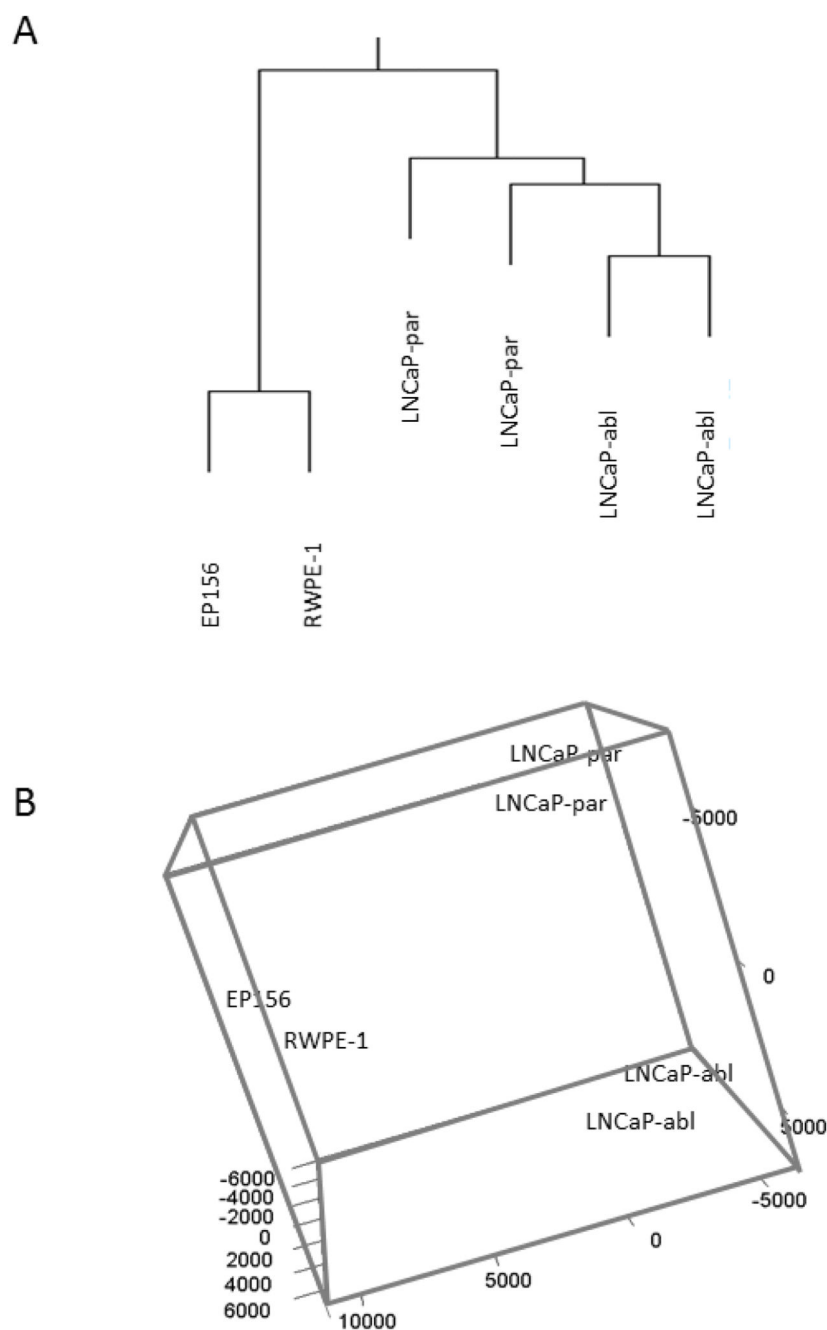 A
LNCaP-par
LNCaP-par
LNCaP-abl
LNCaP-abl
EP156
RWPE-1
B
LNCaP-par
LNCaP-par
-5000
0
5000
EP156
RWPE-1
LNCaP-abl
LNCaP-abl
-6000
-4000
-2000
0
2000
4000
6000
10000
5000
0
-5000